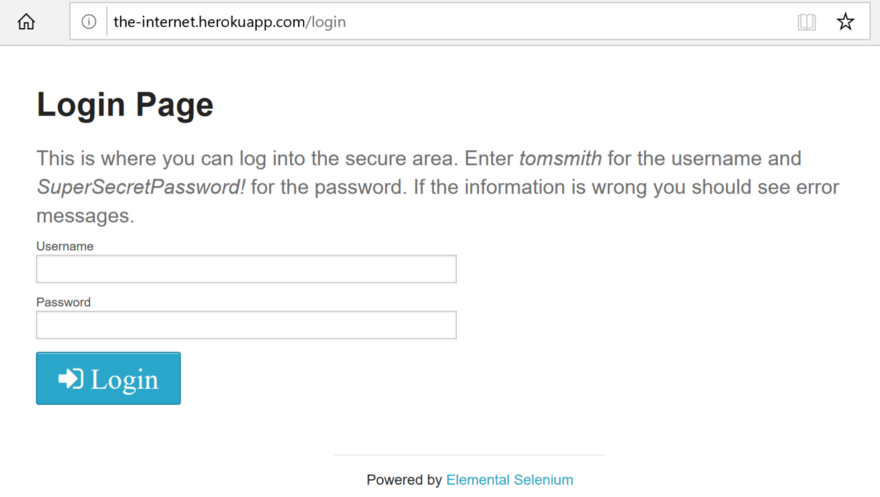 the-internet.herokuapp.com/login
Login Page
This is where you can log into the secure area. Enter tomsmith for the username and
SuperSecretPassword! for the password. If the information is wrong you should see error
messages.
Username
Password
Login
Powered by Elemental Selenium